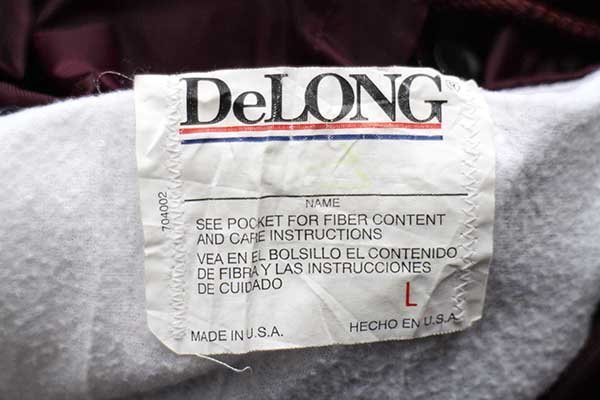 DeLONG®
NAME
704002
SEE POCKET FOR FIBER CONTENT
AND CARE INSTRUCTIONS
VEA EN EL BOLSILLO EL CONTENIDO
DE FIBRA Y LAS INSTRUCCIONES
DE CUIDADO
L
MADE IN U.S.A.
HECHO EN U.S.A.